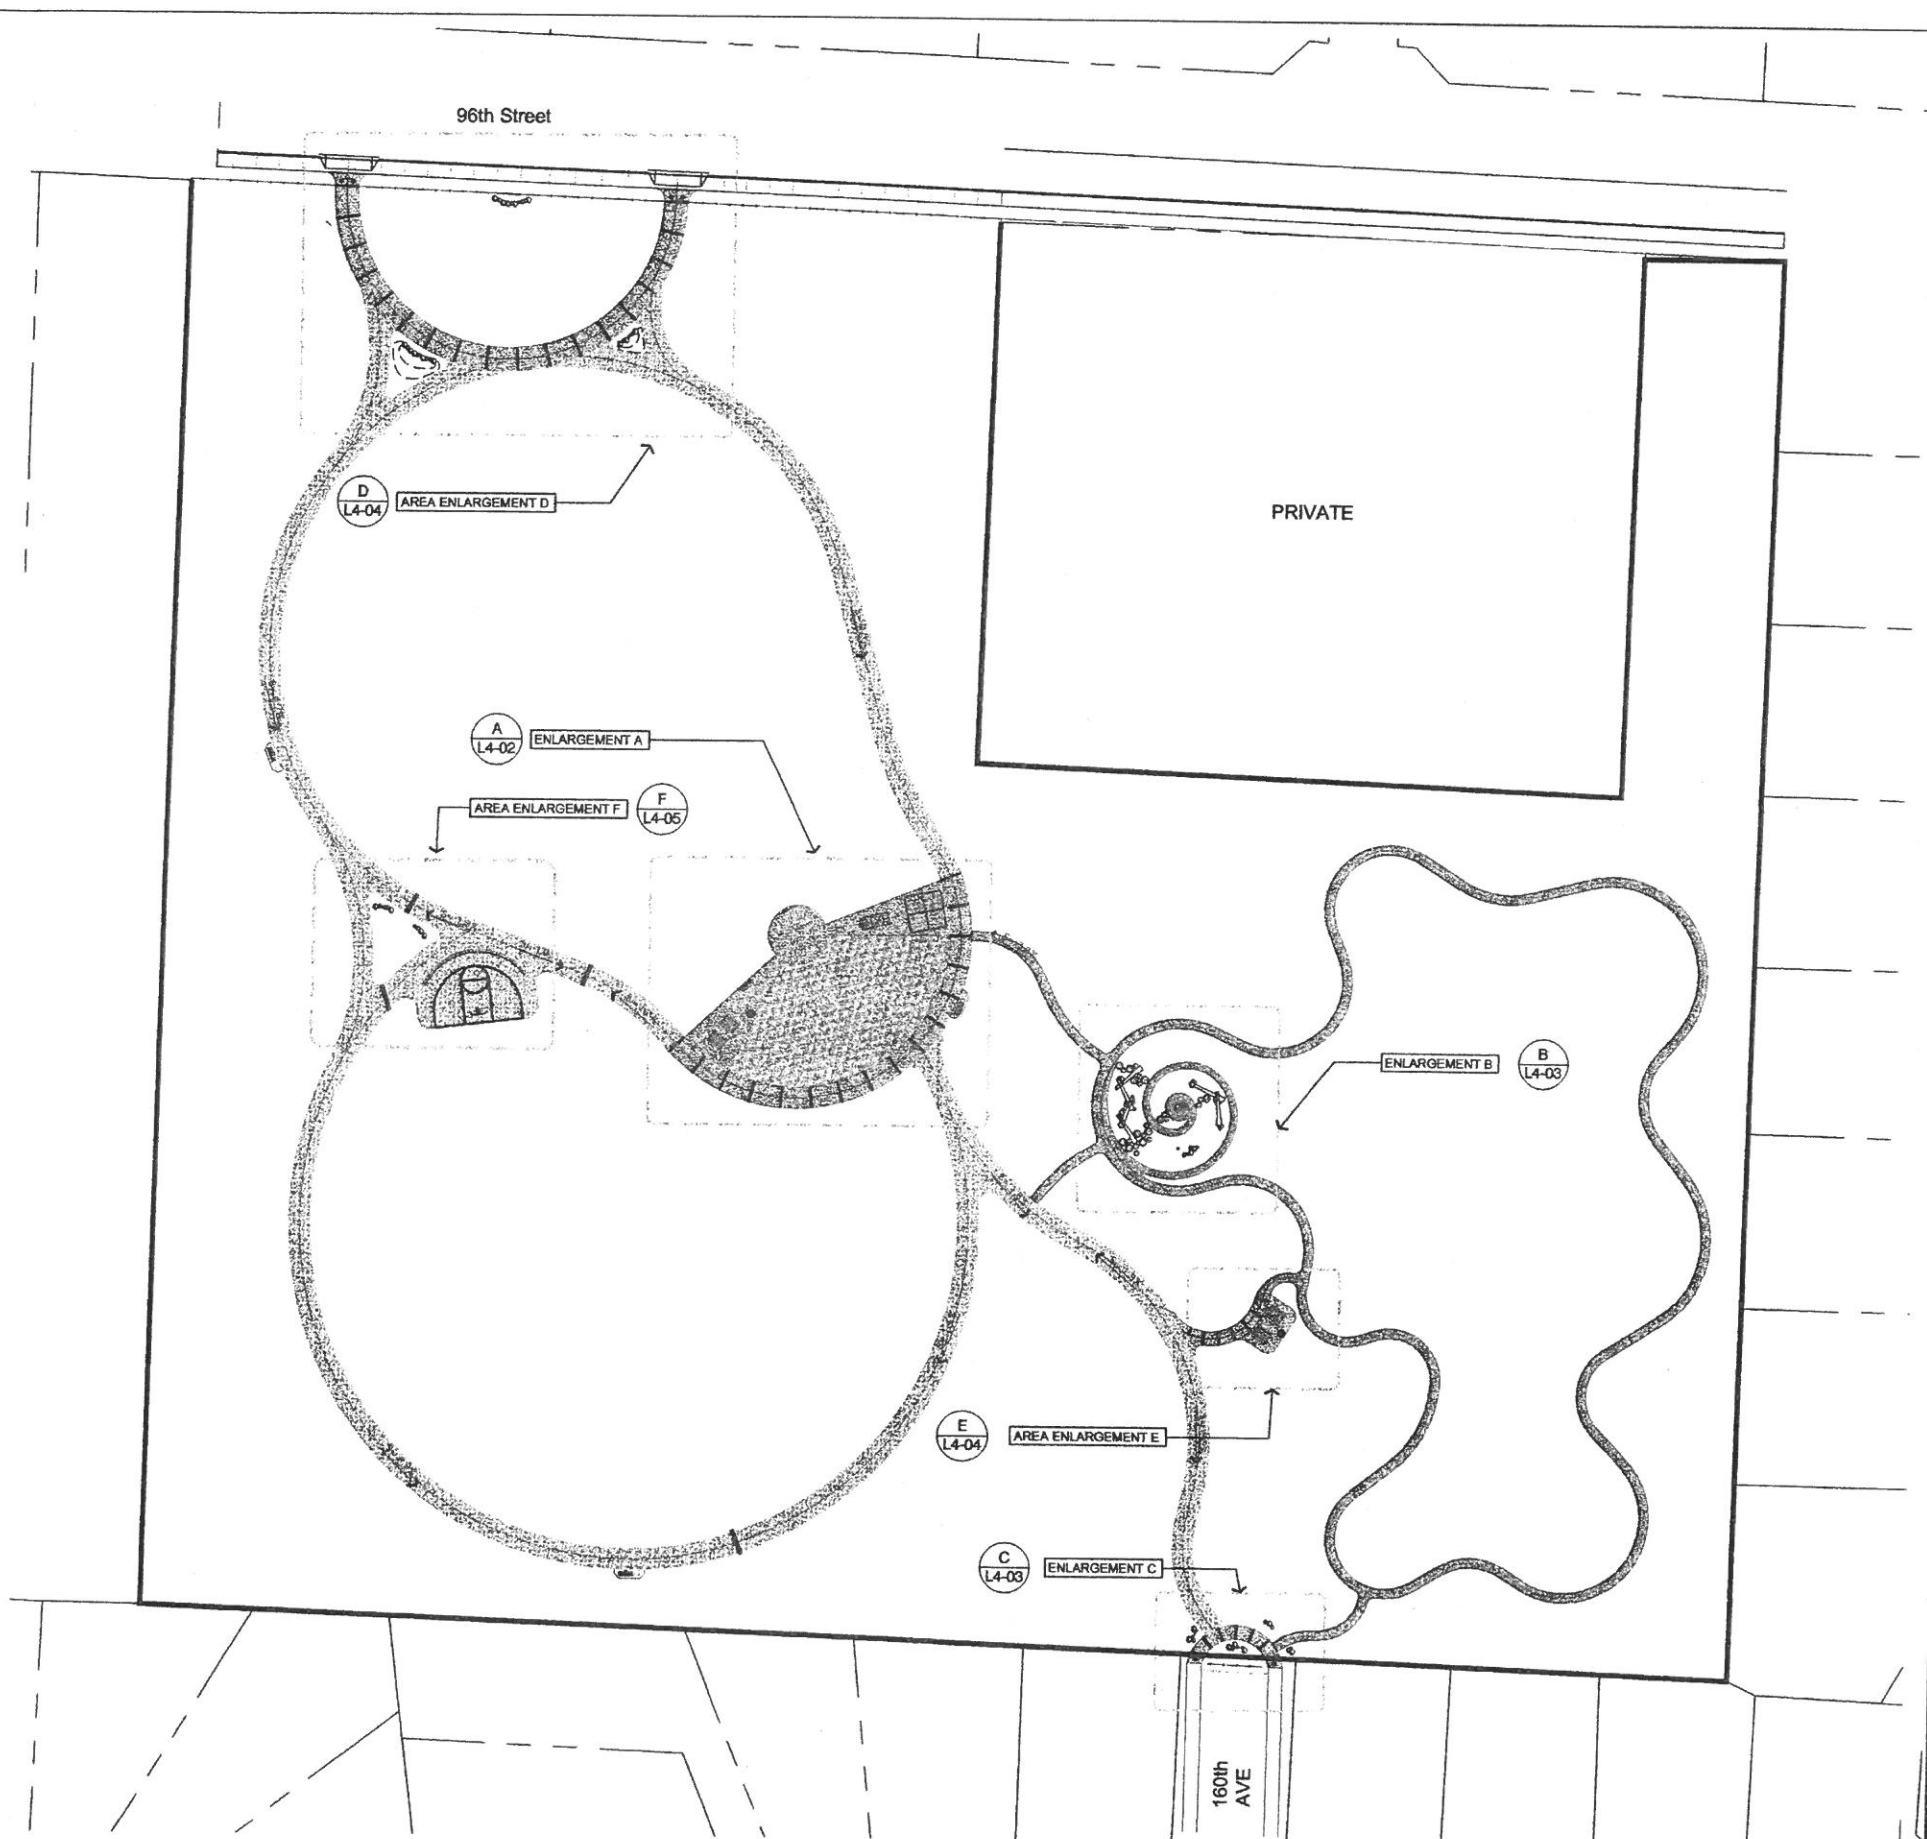 96th Street
D
L4-04
AREA ENLARGEMENT D
PRIVATE
A
L4-02
ENLARGEMENT A
AREA ENLARGEMENT F
F
L4-05
ENLARGEMENT B
B
L4-03
E
L4-04
AREA ENLARGEMENT E
C
L4-03
ENLARGEMENT C
160th
AVE